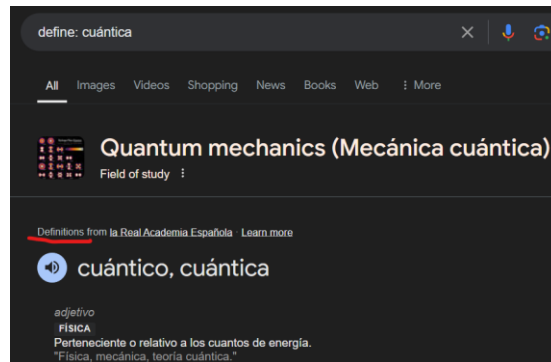 define: cuántica
All Images Videos Shopping News Books Web More
Quantum mechanics (Mecánica cuántica)
Field of study
Definitions from la Real Academia Española · Learn more
cuántico, cuántica
adjetivo
FÍSICA
Perteneciente o relativo a los cuantos de energía.
"Física, mecánica, teoría cuántica."